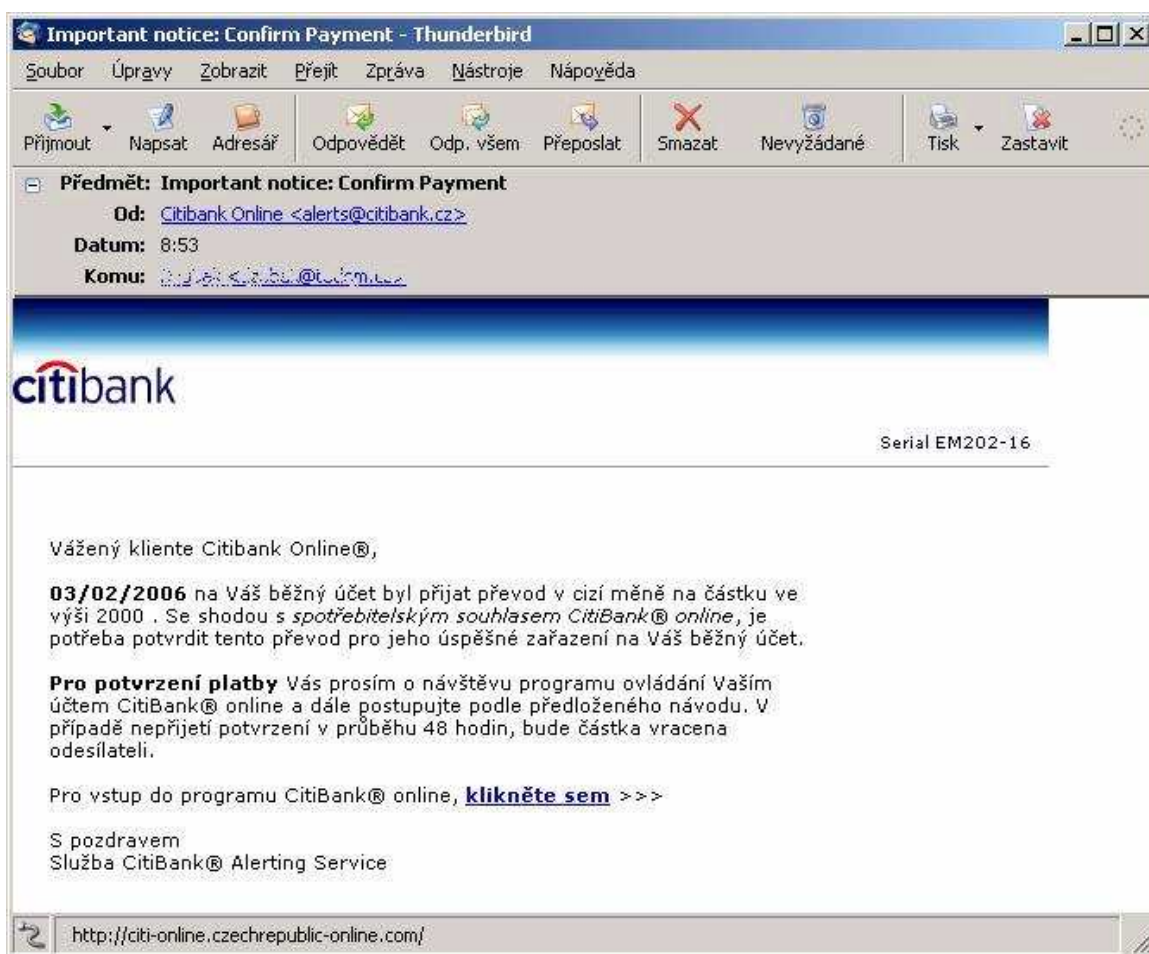 Important notice: Confirm Payment - Thunderbird
Soubor Úpravy Zobrazit Přejít Zpráva Nástroje Nápověda
Přijmout Napsat Adresář Odpovědět Odp. všem Přeposlat Smazat Nevyžádané Tisk Zastavit
Předmět: Important notice: Confirm Payment
Od: Citibank Online <alerts@citibank.cz>
Datum: 8:53
Komu:
citibank
Serial EM202-16
Vážený kliente Citibank Online®,
03/02/2006 na Váš běžný účet byl přijat převod v cizí měně na částku ve
výši 2000 . Se shodou s spotřebitelským souhlasem CitiBank® online, je
potřeba potvrdit tento převod pro jeho úspěšné zařazení na Váš běžný účet.
Pro potvrzení platby Vás prosím o návštěvu programu ovládání Vaším
účtem CitiBank® online a dále postupujte podle předloženého návodu. V
případě nepřijetí potvrzení v průběhu 48 hodin, bude částka vracena
odesílateli.
Pro vstup do programu CitiBank® online, klikněte sem >>>
S pozdravem
Služba CitiBank® Alerting Service
http://citi-online.czechrepublic-online.com/